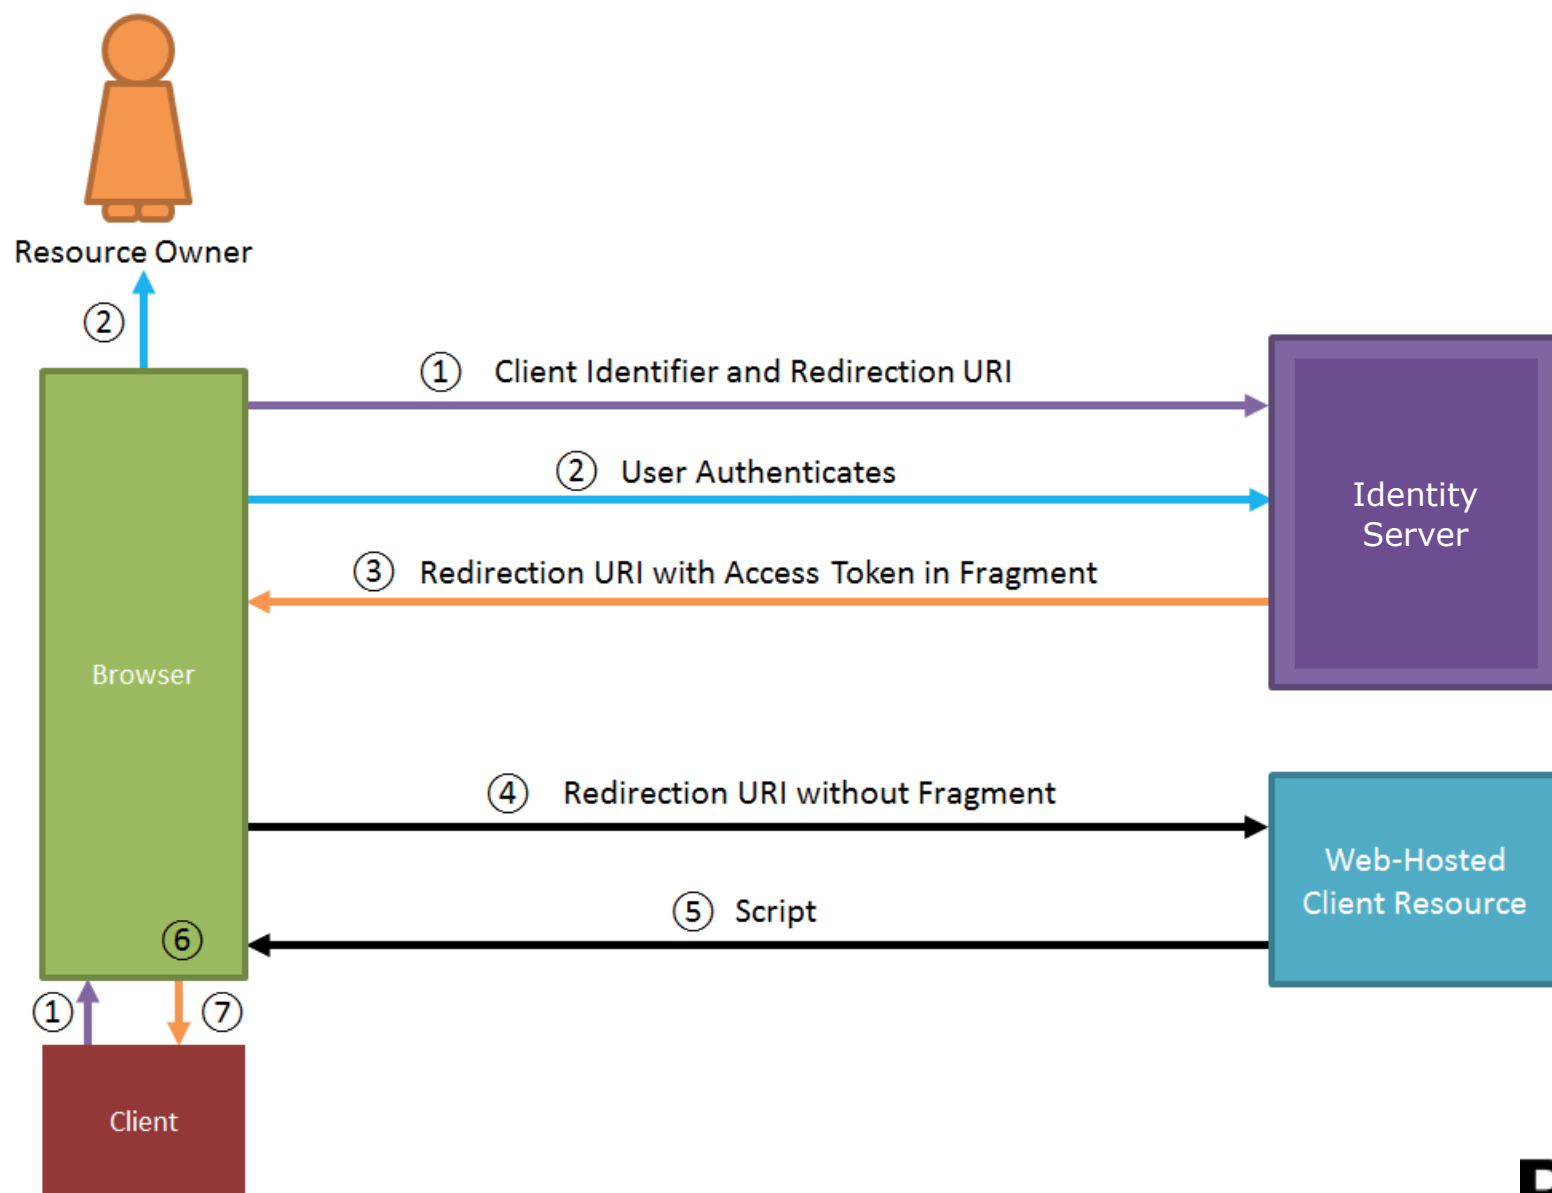 Resource Owner
②
① Client Identifier and Redirection URI
② User Authenticates
Identity
Server
③ Redirection URI with Access Token in Fragment
Browser
④ Redirection URI without Fragment
Web-Hosted
Client Resource
⑤ Script
⑥
①
⑦
Client